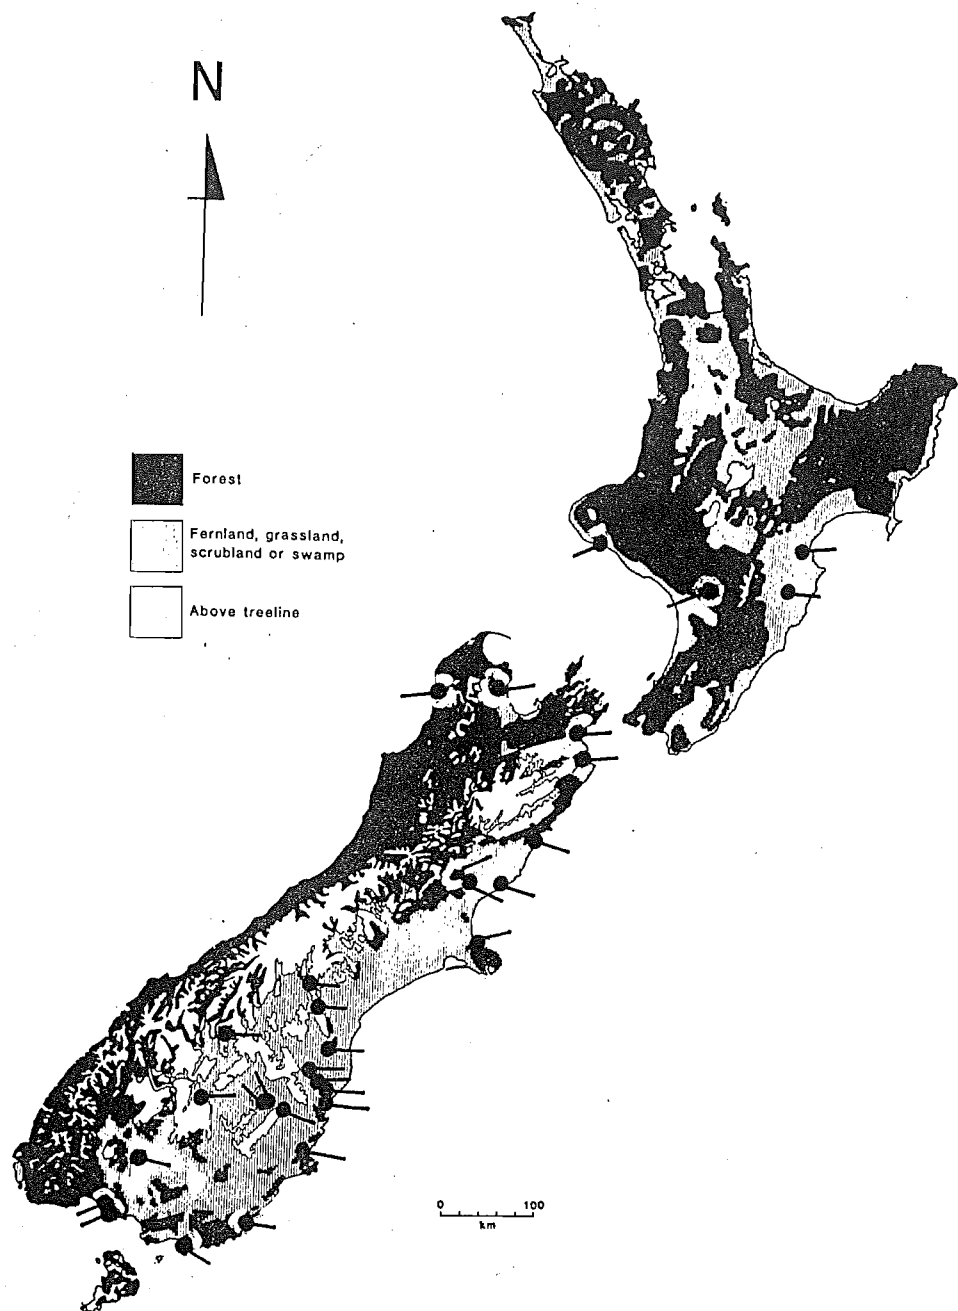 N
Forest
Fernland, grassland,
scrubland or swamp
Above treeline
0 100
km